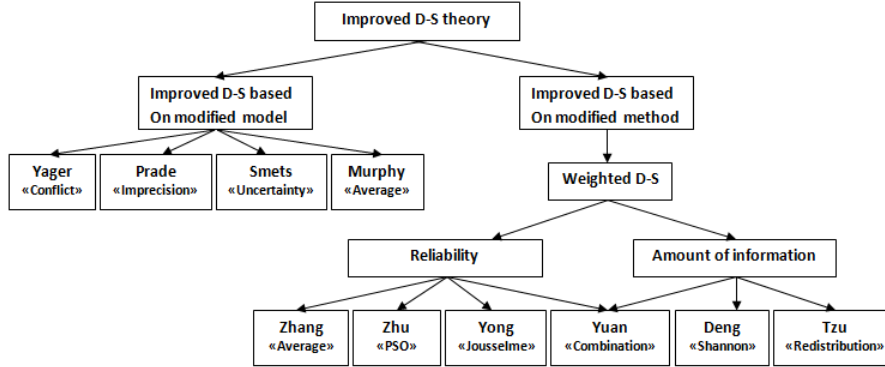 Improved D-S theory
Improved D-S based
On modified model
Improved D-S based
On modified method
Yager
«Conflict»
Prade
«Imprecision»
Smets
«Uncertainty»
Murphy
«Average»
Weighted D-S
Reliability
Amount of information
Zhang
«Average»
Zhu
«PSO»
Yong
«Jousselme»
Yuan
«Combination»
Deng
«Shannon»
Tzu
«Redistribution»